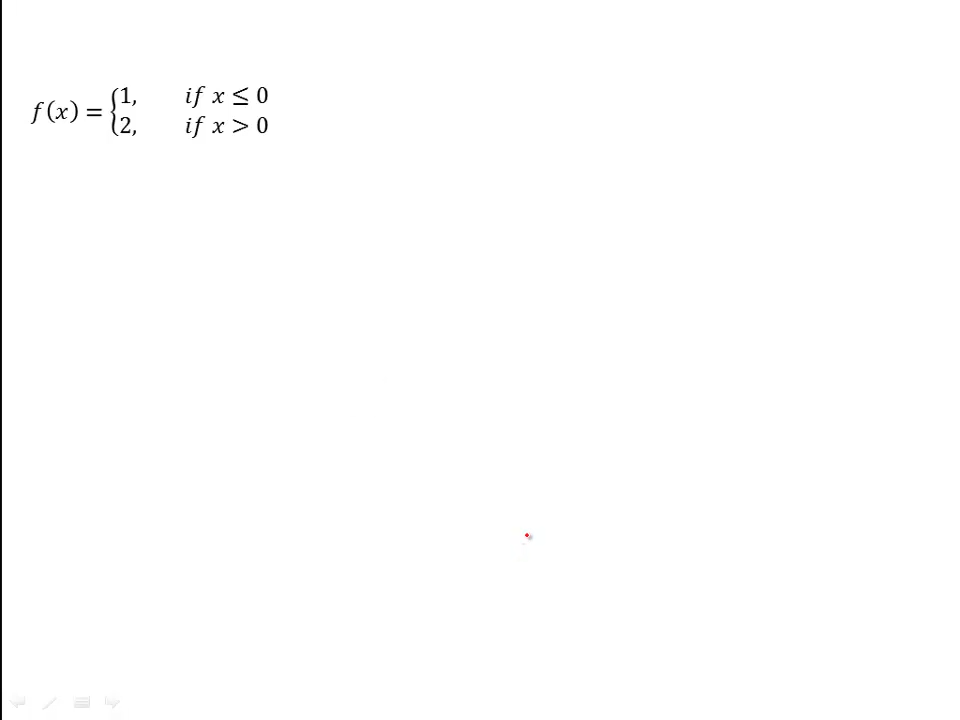 f(x) = {1, if x ≤ 0
2, if x > 0